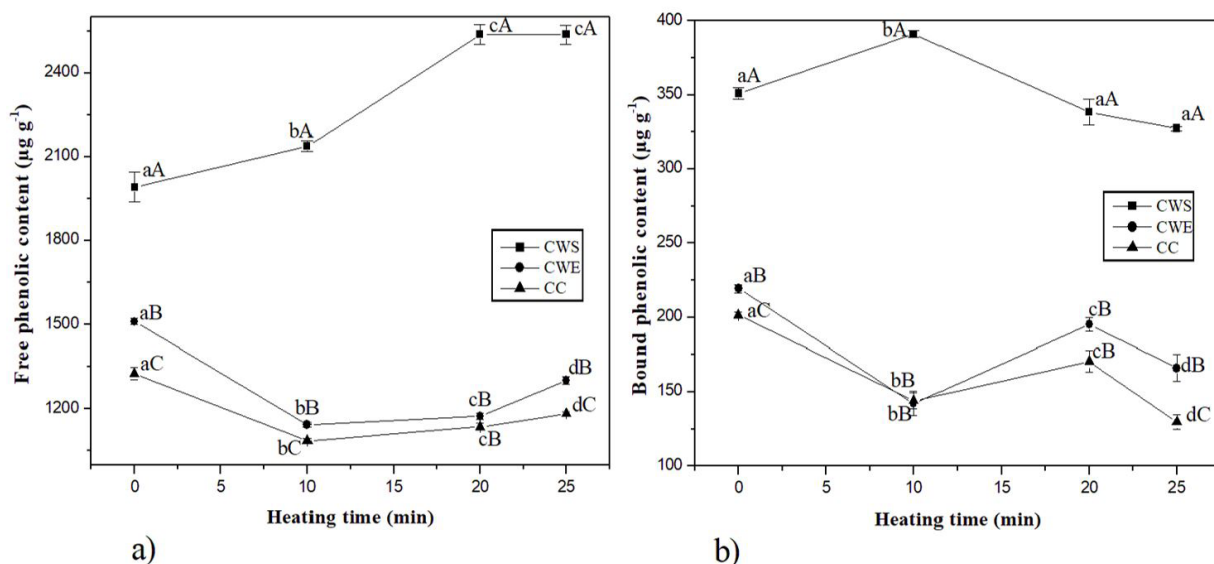 2400
2100
1800
1500
1200
Free phenolic content (µg g⁻¹)
aA
bA
cA
cA
aB
aC
bB
bC
cB
cB
dB
dC
CWS
CWE
CC
0
5
10
15
20
25
Heating time (min)
a)
400
350
300
250
200
150
100
Bound phenolic content (µg g⁻¹)
aA
bA
aA
aA
aB
aC
bB
bB
cB
cB
dB
dC
CWS
CWE
CC
0
5
10
15
20
25
Heating time (min)
b)